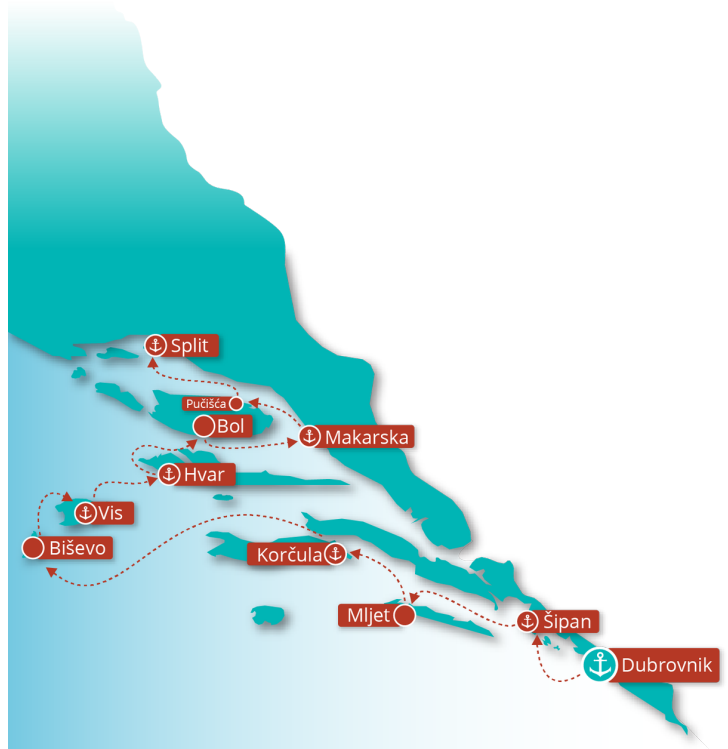 Split
Pučišća
Bol
Makarska
Hvar
Vis
Biševo
Korčula
Mljet
Šipan
Dubrovnik